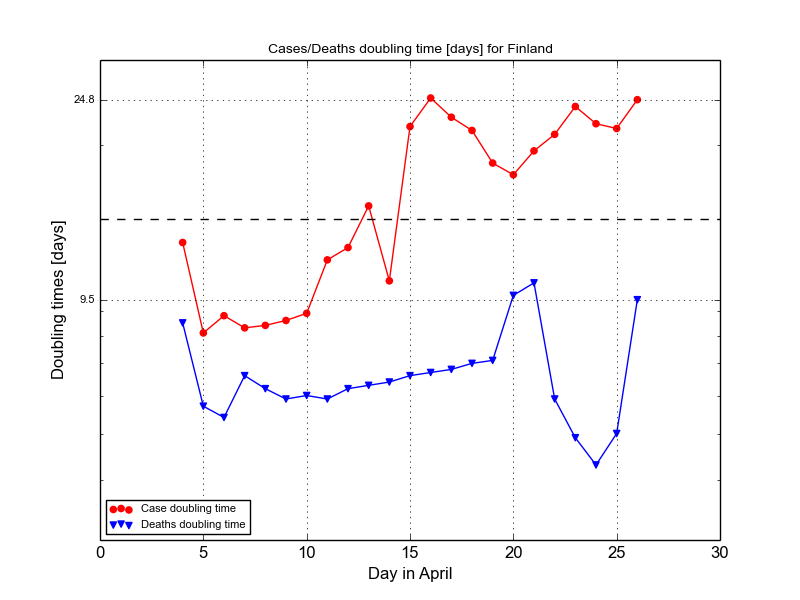 Cases/Deaths doubling time [days] for Finland
24.8
9.5
Doubling times [days]
Case doubling time
Deaths doubling time
0 5 10 15 20 25 30
Day in April